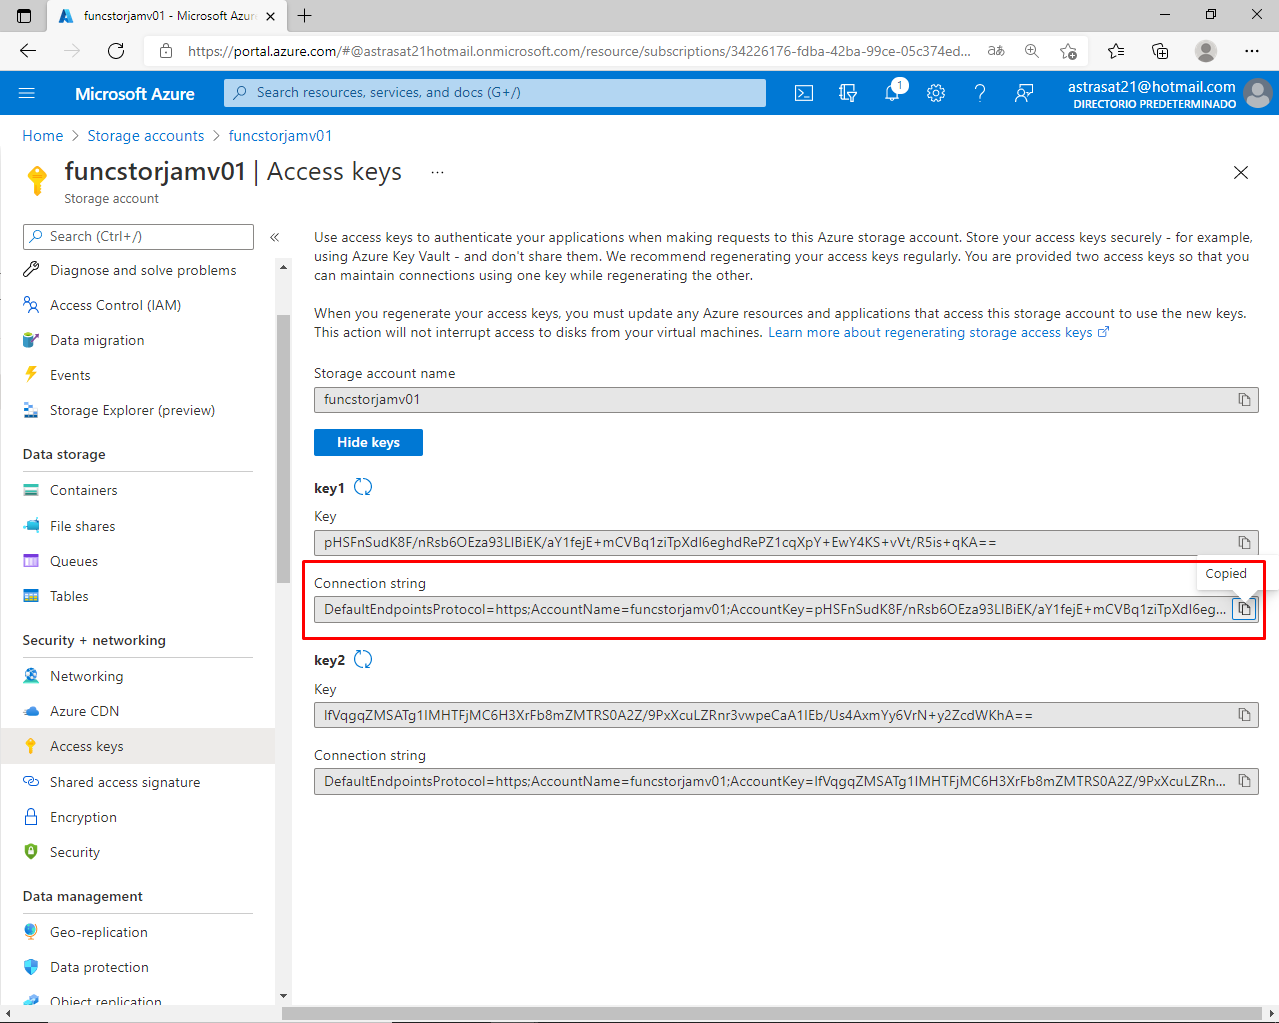 funcstorjamv01 - Microsoft Azur
https://portal.azure.com/#@astrasat21hotmail.onmicrosoft.com/resource/subscriptions/34226176-fdba-42ba-99ce-05c374ed...
aあ
Microsoft Azure
Search resources, services, and docs (G+/)
1
astrasat21@hotmail.com
DIRECTORIO PREDETERMINADO
Home > Storage accounts > funcstorjamv01
funcstorjamv01 | Access keys ...
Storage account
Search (Ctrl+/)
Diagnose and solve problems
Access Control (IAM)
Data migration
Events
Storage Explorer (preview)
Data storage
Containers
File shares
Queues
Tables
Security + networking
Networking
Azure CDN
Access keys
Shared access signature
Encryption
Security
Data management
Geo-replication
Data protection
Object replication
Use access keys to authenticate your applications when making requests to this Azure storage account. Store your access keys securely - for example,
using Azure Key Vault - and don't share them. We recommend regenerating your access keys regularly. You are provided two access keys so that you
can maintain connections using one key while regenerating the other.
When you regenerate your access keys, you must update any Azure resources and applications that access this storage account to use the new keys.
This action will not interrupt access to disks from your virtual machines. Learn more about regenerating storage access keys
Storage account name
funcstorjamv01
Hide keys
key1
Key
pHSFnSudK8F/nRsb6OEza93LIBiEK/aY1fejE+mCVBq1ziTpXdI6eghdRePZ1cqXpY+EwY4KS+vVt/R5is+qKA==
Connection string
Copied
DefaultEndpointsProtocol=https;AccountName=funcstorjamv01;AccountKey=pHSFnSudK8F/nRsb6OEza93LIBiEK/aY1fejE+mCVBq1ziTpXdI6eg...
key2
Key
IfVqgqZMSATg1IMHTFjMC6H3XrFb8mZMTRS0A2Z/9PxXcuLZRnr3vwpeCaA1IEb/Us4AxmYy6VrN+y2ZcdWKhA==
Connection string
DefaultEndpointsProtocol=https;AccountName=funcstorjamv01;AccountKey=IfVqgqZMSATg1IMHTFjMC6H3XrFb8mZMTRS0A2Z/9PxXcuLZRn...